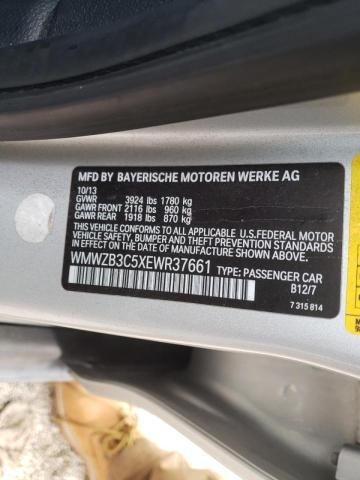 MFD BY BAYERISCHE MOTOREN WERKE AG
10/13
GVWR 3924 lbs 1780 kg
GAWR FRONT 2116 lbs 960 kg
GAWR REAR 1918 lbs 870 kg
THIS VEHICLE CONFORMS TO ALL APPLICABLE U.S.FEDERAL MOTOR
VEHICLE SAFETY, BUMPER, AND THEFT PREVENTION STANDARDS
IN EFFECT ON THE DATE OF MANUFACTURE SHOWN ABOVE.
WMWZB3C5XEWR37661 TYPE: PASSENGER CAR
B12/7
7 315 814